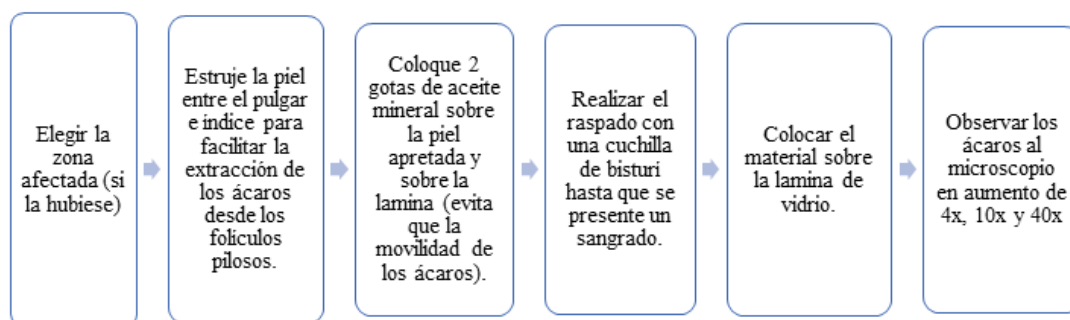 Elegir la
zona
afectada (si
la hubiese)
Estruje la piel
entre el pulgar
e indice para
facilitar la
extracción de
los ácaros
desde los
foliculos
pilosos.
Coloque 2
gotas de aceite
mineral sobre
la piel
apretada y
sobre la
lamina (evita
que la
movilidad de
los ácaros).
Realizar el
raspado con
una cuchilla
de bisturi
hasta que se
presente un
sangrado.
Colocar el
material sobre
la lamina de
vidrio.
Observar los
ácaros al
microscopio
en aumento de
4x, 10x y 40x